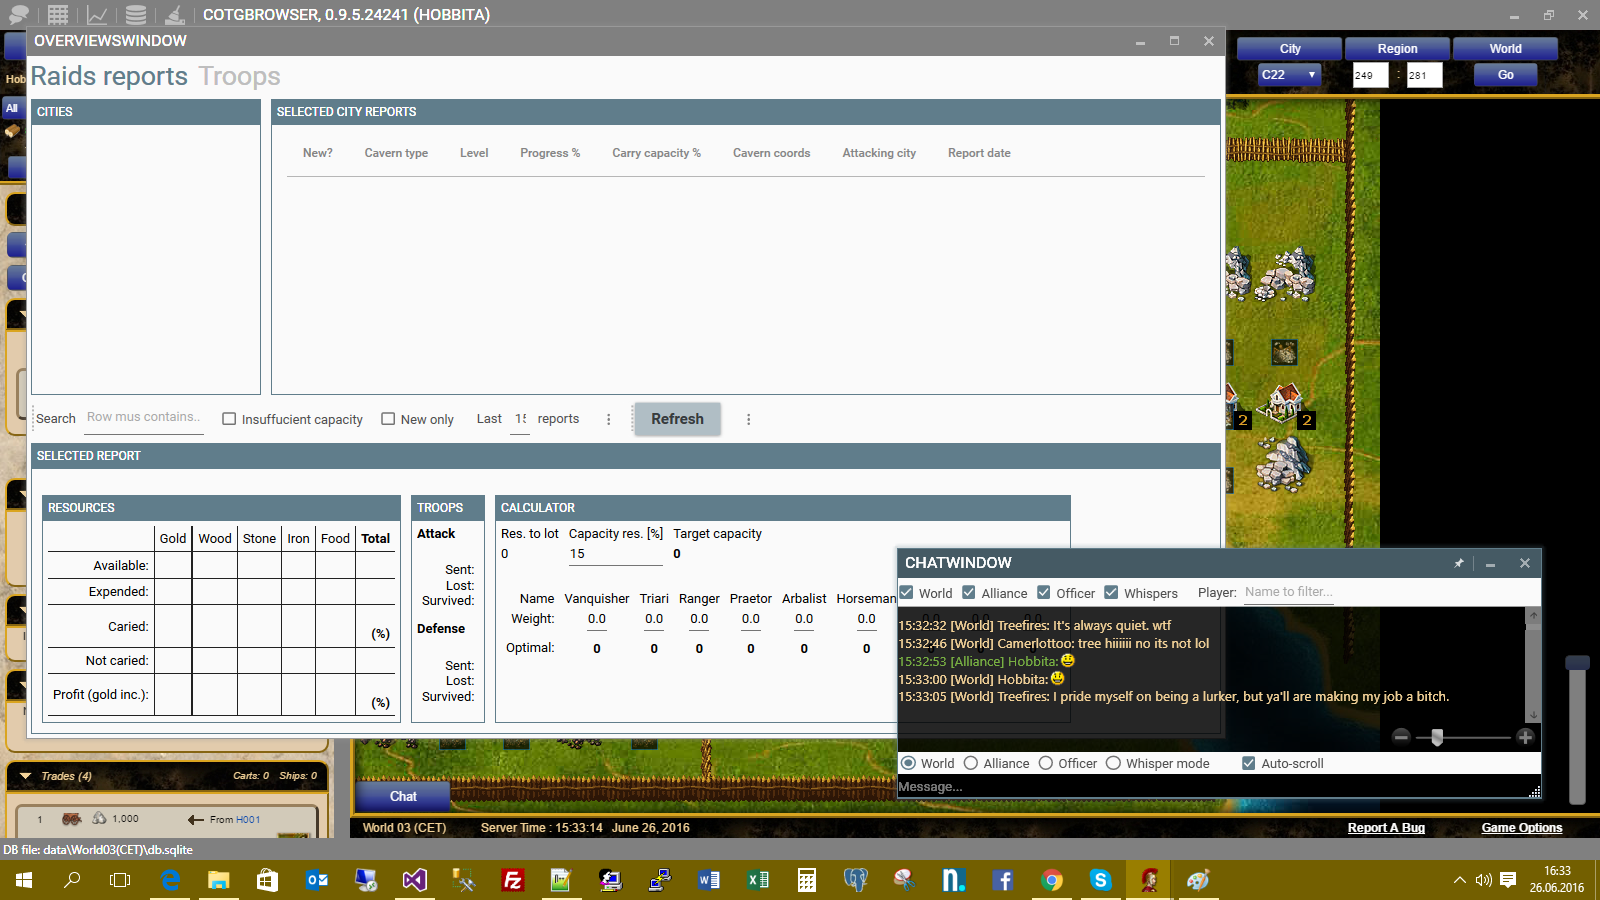 COTGBROWSER, 0.9.5.24241 (HOBBITA)
OVERVIEWSWINDOW
City Region World
C22 249 : 281 Go
Hob
All
Raids reports Troops
CITIES
SELECTED CITY REPORTS
New? Cavern type Level Progress % Carry capacity % Cavern coords Attacking city Report date
Search Row mus contains.. Insuffucient capacity New only Last 15 reports Refresh
2 2
SELECTED REPORT
RESOURCES
Gold Wood Stone Iron Food Total
Available:
Expended:
Caried: (%)
Not caried:
Profit (gold inc.): (%)
TROOPS
Attack
Sent:
Lost:
Survived:
Defense
Sent:
Lost:
Survived:
CALCULATOR
Res. to lot Capacity res. [%] Target capacity
0 15 0
Name Vanquisher Triari Ranger Praetor Arbalist Horseman
Weight: 0.0 0.0 0.0 0.0 0.0 0.0
Optimal: 0 0 0 0 0 0
CHATWINDOW
World Alliance Officer Whispers Player: Name to filter...
15:32:32 [World] Treefires: It's always quiet. wtf
15:32:46 [World] Camerlottoo: tree hiiiiii no its not lol
15:32:53 [Alliance] Hobbita:
15:33:00 [World] Hobbita:
15:33:05 [World] Treefires: I pride myself on being a lurker, but ya'll are making my job a bitch.
World Alliance Officer Whisper mode Auto-scroll
Message...
Trades (4) Carts: 0 Ships: 0
1 1,000 From H001
Chat
World 03 (CET) Server Time : 15:33:14 June 26, 2016 Report A Bug Game Options
DB file: data\World03(CET)\db.sqlite
16:33
26.06.2016